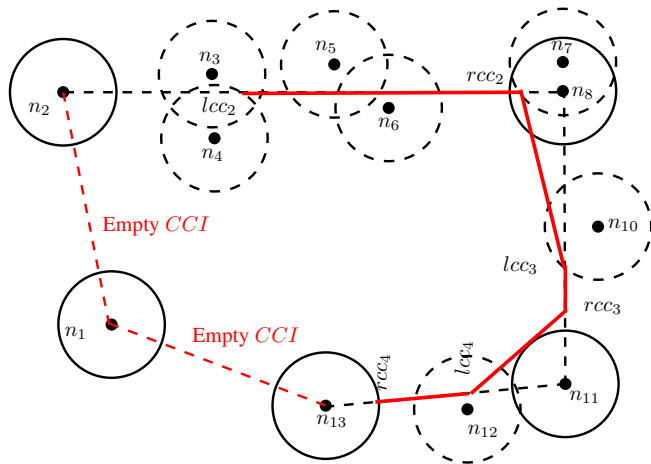 n3
n5
n7
rcc2
n8
n2
lcc2
n6
n4
Empty CCI
n10
lcc3
rcc3
n1
Empty CCI
rcc4
lcc4
n11
n13
n12